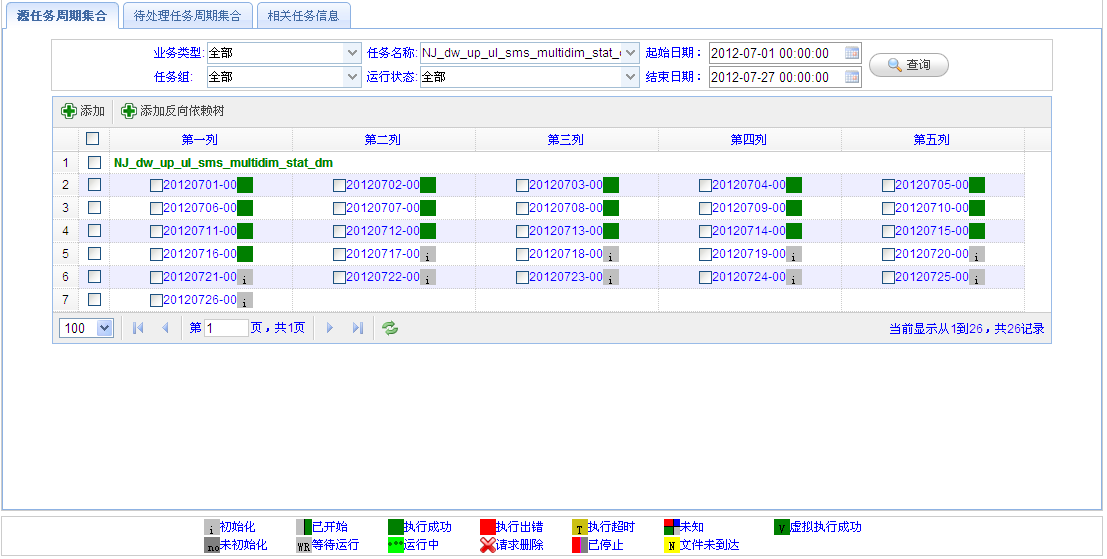 源任务周期集合 待处理任务周期集合 相关任务信息
业务类型: 全部 任务名称: NJ_dw_up_ul_sms_multidim_stat_ 起始日期： 2012-07-01 00:00:00
任务组: 全部 运行状态: 全部 结束日期： 2012-07-27 00:00:00 查询
添加 添加反向依赖树
第一列 第二列 第三列 第四列 第五列
1 NJ_dw_up_ul_sms_multidim_stat_dm
2 20120701-00 20120702-00 20120703-00 20120704-00 20120705-00
3 20120706-00 20120707-00 20120708-00 20120709-00 20120710-00
4 20120711-00 20120712-00 20120713-00 20120714-00 20120715-00
5 20120716-00 20120717-00 i 20120718-00 i 20120719-00 i 20120720-00 i
6 20120721-00 i 20120722-00 i 20120723-00 i 20120724-00 i 20120725-00 i
7 20120726-00 i
100 第 1 页，共1页 当前显示从1到26，共26记录
i 初始化 已开始 执行成功 执行出错 T 执行超时 未知 V 虚拟执行成功
no 未初始化 WR 等待运行 运行中 请求删除 已停止 N 文件未到达